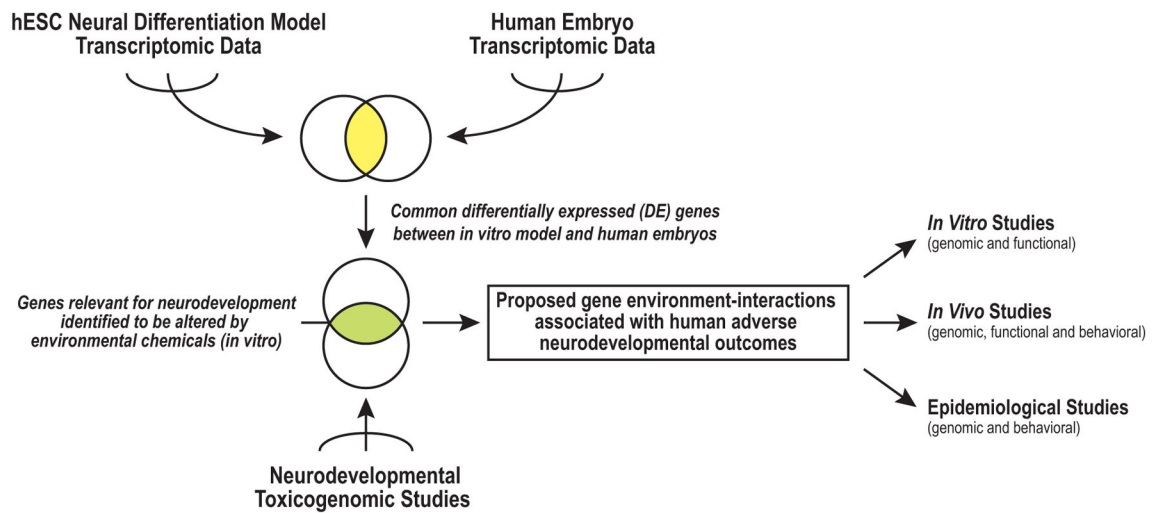 hESC Neural Differentiation Model
Transcriptomic Data
Human Embryo
Transcriptomic Data
Common differentially expressed (DE) genes
between in vitro model and human embryos
Genes relevant for neurodevelopment
identified to be altered by
environmental chemicals (in vitro)
Proposed gene environment-interactions
associated with human adverse
neurodevelopmental outcomes
In Vitro Studies
(genomic and functional)
In Vivo Studies
(genomic, functional and behavioral)
Epidemiological Studies
(genomic and behavioral)
Neurodevelopmental
Toxicogenomic Studies